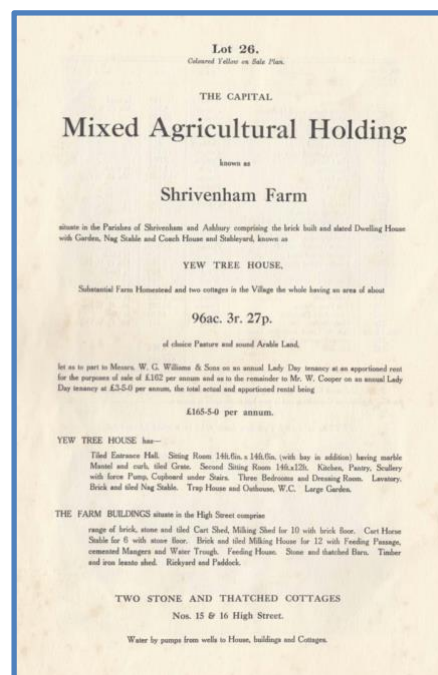 Lot 26.
Coloured Yellow on Sale Plan.
THE CAPITAL
Mixed Agricultural Holding
known as
Shrivenham Farm
situate in the Parishes of Shrivenham and Ashbury comprising the brick built and slated Dwelling House
with Garden, Nag Stable and Coach House and Stableyard, known as
YEW TREE HOUSE,
Substantial Farm Homestead and two cottages in the Village the whole having an area of about
96ac. 3r. 27p.
of choice Pasture and sound Arable Land,
let as to part to Messrs. W. G. Williams & Sons on an annual Lady Day tenancy at an apportioned rent
for the purposes of sale of £162 per annum and as to the remainder to Mr. W. Cooper on an annual Lady
Day tenancy at £3-5-0 per annum, the total actual and apportioned rental being
£165-5-0 per annum.
YEW TREE HOUSE has—
Tiled Entrance Hall. Sitting Room 14ft.6in. x 14ft.6in. (with bay in addition) having marble
Mantel and curb, tiled Grate. Second Sitting Room 14ft.x12ft. Kitchen, Pantry, Scullery
with force Pump, Cupboard under Stairs. Three Bedrooms and Dressing Room. Lavatory.
Brick and tiled Nag Stable. Trap House and Outhouse, W.C. Large Garden.
THE FARM BUILDINGS situate in the High Street comprise
range of brick, stone and tiled Cart Shed, Milking Shed for 10 with brick floor. Cart Horse
Stable for 6 with stone floor. Brick and tiled Milking House for 12 with Feeding Passage,
cemented Mangers and Water Trough. Feeding House. Stone and thatched Barn. Timber
and iron leanto shed. Rickyard and Paddock.
TWO STONE AND THATCHED COTTAGES
Nos. 15 & 16 High Street.
Water by pumps from wells to House, buildings and Cottages.